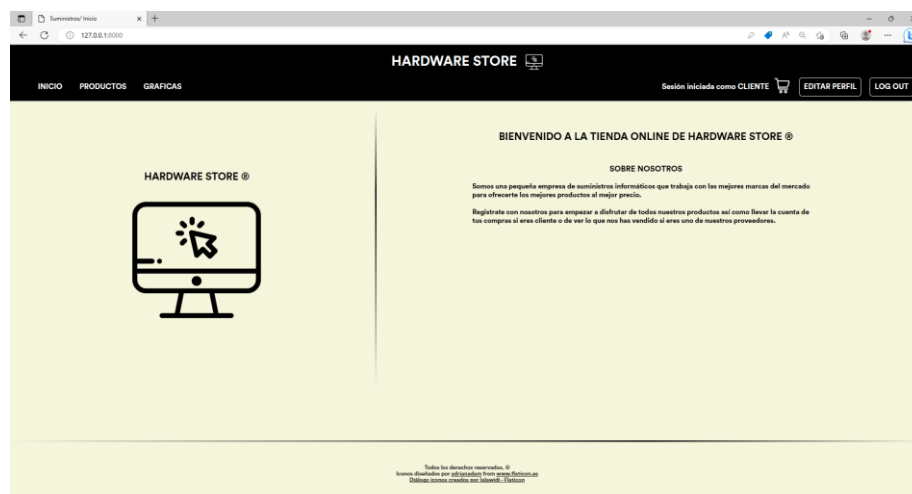 Suministros/ Inicio
127.0.0.1:8000
HARDWARE STORE
INICIO PRODUCTOS GRAFICAS Sesión iniciada como CLIENTE EDITAR PERFIL LOG OUT
HARDWARE STORE ®
BIENVENIDO A LA TIENDA ONLINE DE HARDWARE STORE ®
SOBRE NOSOTROS
Somos una pequeña empresa de suministros informáticos que trabaja con las mejores marcas del mercado
para ofrecerte los mejores productos al mejor precio.
Registrate con nosotros para empezar a disfrutar de todos nuestros productos así como llevar la cuenta de
tus compras si eres cliente o de ver lo que nos has vendido si eres uno de nuestros proveedores.
Todos los derechos reservados. ®
Iconos diseñados por adrianadam from www.flaticon.es
Diálogo iconos creados por lalawidi - Flaticon